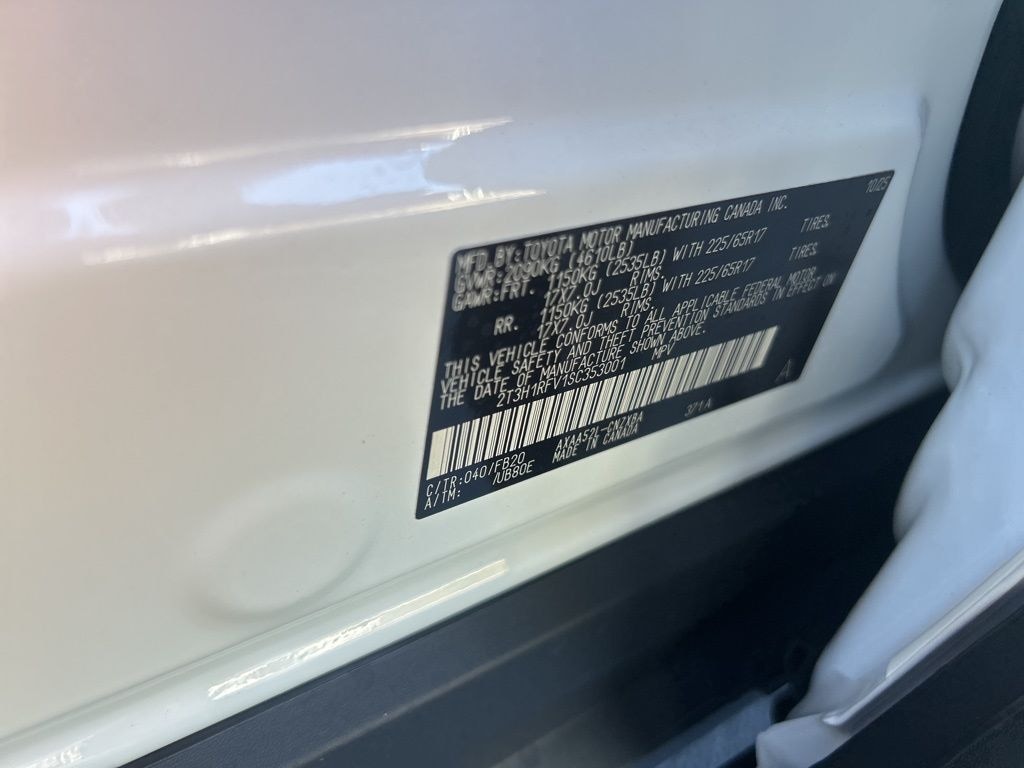 10/25
MFD.BY:TOYOTA MOTOR MANUFACTURING CANADA INC.
GVWR:2090KG (4610LB)
GAWR:FRT. 1150KG (2535LB) WITH 225/65R17 TIRES,
17X7.0J RIMS,
RR. 1150KG (2535LB) WITH 225/65R17 TIRES,
17X7.0J RIMS.
THIS VEHICLE CONFORMS TO ALL APPLICABLE FEDERAL MOTOR
VEHICLE SAFETY AND THEFT PREVENTION STANDARDS IN EFFECT ON
THE DATE OF MANUFACTURE SHOWN ABOVE.
2T3H1RFV1SC353001 MPV
C/TR:040/FB20 AXAA52L-CNZXBA 371A A
A/TM: /UB80E MADE IN CANADA